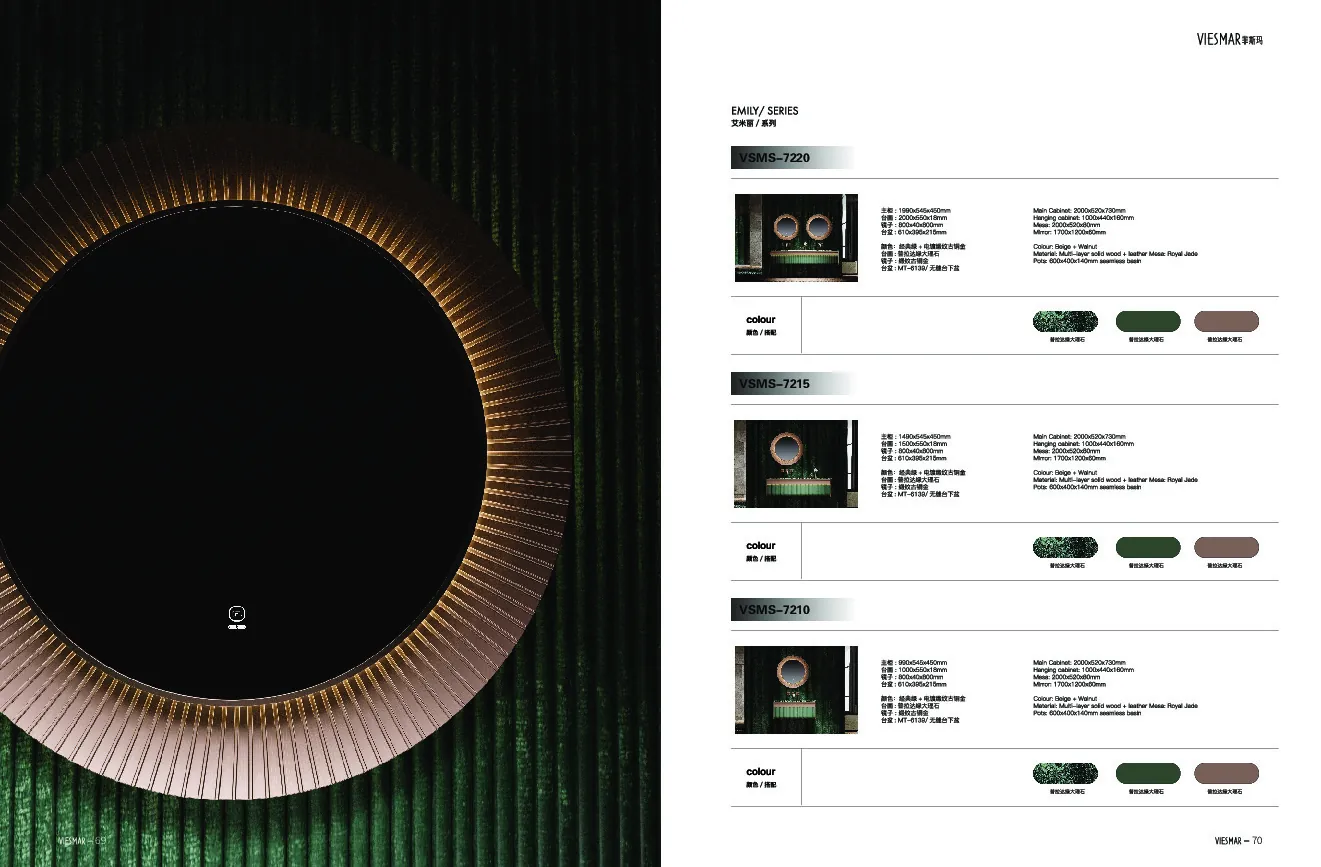 VIESMAR菲斯玛
EMILY/ SERIES
艾米丽 / 系列
VSMS-7220
主柜 : 1990x545x450mm
台面 : 2000x550x18mm
镜子 : 800x40x800mm
台盆 : 610x395x215mm
颜色: 经典绿 + 电镀雕纹古铜金
台面 : 普拉达绿大理石
镜子 : 雕纹古铜金
台盆 : MT-6139/ 无缝台下盆
Main Cabinet: 2000x520x730mm
Hanging cabinet: 1000x440x160mm
Mesa: 2000x520x60mm
Mirror: 1700x1200x60mm
Colour: Beige + Walnut
Material: Multi-layer solid wood + leather Mesa: Royal Jade
Pots: 600x400x140mm seamless basin
colour
颜色 / 搭配
普拉达绿大理石
普拉达绿大理石
普拉达绿大理石
VSMS-7215
主柜 : 1490x545x450mm
台面 : 1500x550x18mm
镜子 : 800x40x800mm
台盆 : 610x395x215mm
颜色: 经典绿 + 电镀雕纹古铜金
台面 : 普拉达绿大理石
镜子 : 雕纹古铜金
台盆 : MT-6139/ 无缝台下盆
Main Cabinet: 2000x520x730mm
Hanging cabinet: 1000x440x160mm
Mesa: 2000x520x60mm
Mirror: 1700x1200x60mm
Colour: Beige + Walnut
Material: Multi-layer solid wood + leather Mesa: Royal Jade
Pots: 600x400x140mm seamless basin
colour
颜色 / 搭配
普拉达绿大理石
普拉达绿大理石
普拉达绿大理石
VSMS-7210
主柜 : 990x545x450mm
台面 : 1000x550x18mm
镜子 : 800x40x800mm
台盆 : 610x395x215mm
颜色: 经典绿 + 电镀雕纹古铜金
台面 : 普拉达绿大理石
镜子 : 雕纹古铜金
台盆 : MT-6139/ 无缝台下盆
Main Cabinet: 2000x520x730mm
Hanging cabinet: 1000x440x160mm
Mesa: 2000x520x60mm
Mirror: 1700x1200x60mm
Colour: Beige + Walnut
Material: Multi-layer solid wood + leather Mesa: Royal Jade
Pots: 600x400x140mm seamless basin
colour
颜色 / 搭配
普拉达绿大理石
普拉达绿大理石
普拉达绿大理石
VIESMAR - 69
VIESMAR - 70